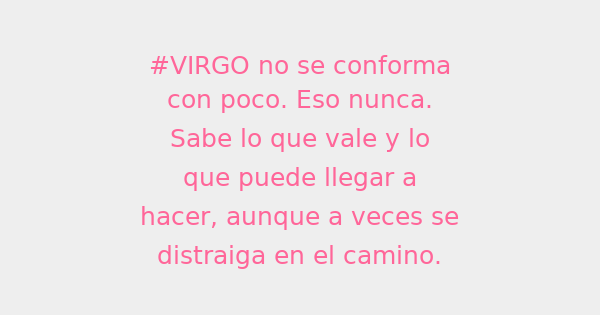 #VIRGO no se conforma
con poco. Eso nunca.
Sabe lo que vale y lo
que puede llegar a
hacer, aunque a veces se
distraiga en el camino.